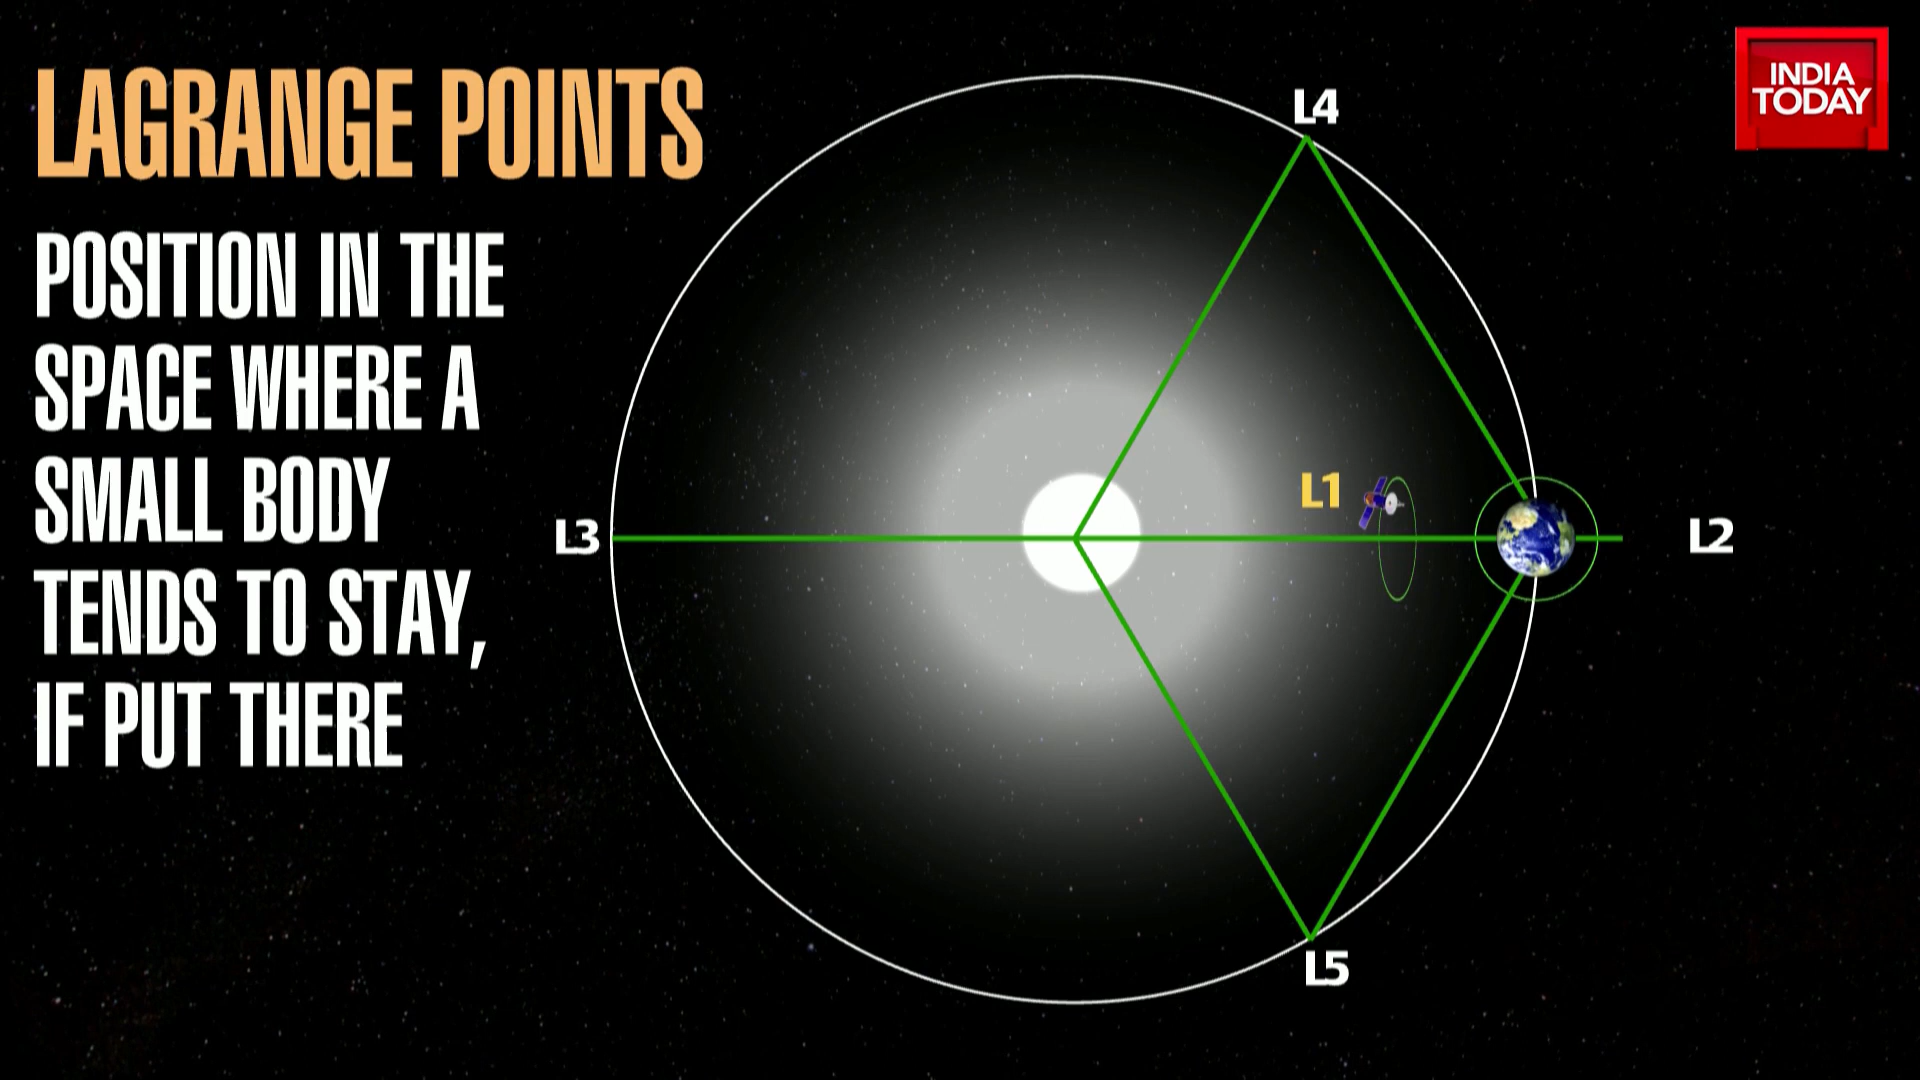 LAGRANGE POINTS
POSITION IN THE
SPACE WHERE A
SMALL BODY
TENDS TO STAY,
IF PUT THERE
L4
L1
L3
L2
L5
INDIA
TODAY